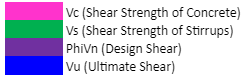 Vc (Shear Strength of Concrete)
Vs (Shear Strength of Stirrups)
PhiVn (Design Shear)
Vu (Ultimate Shear)